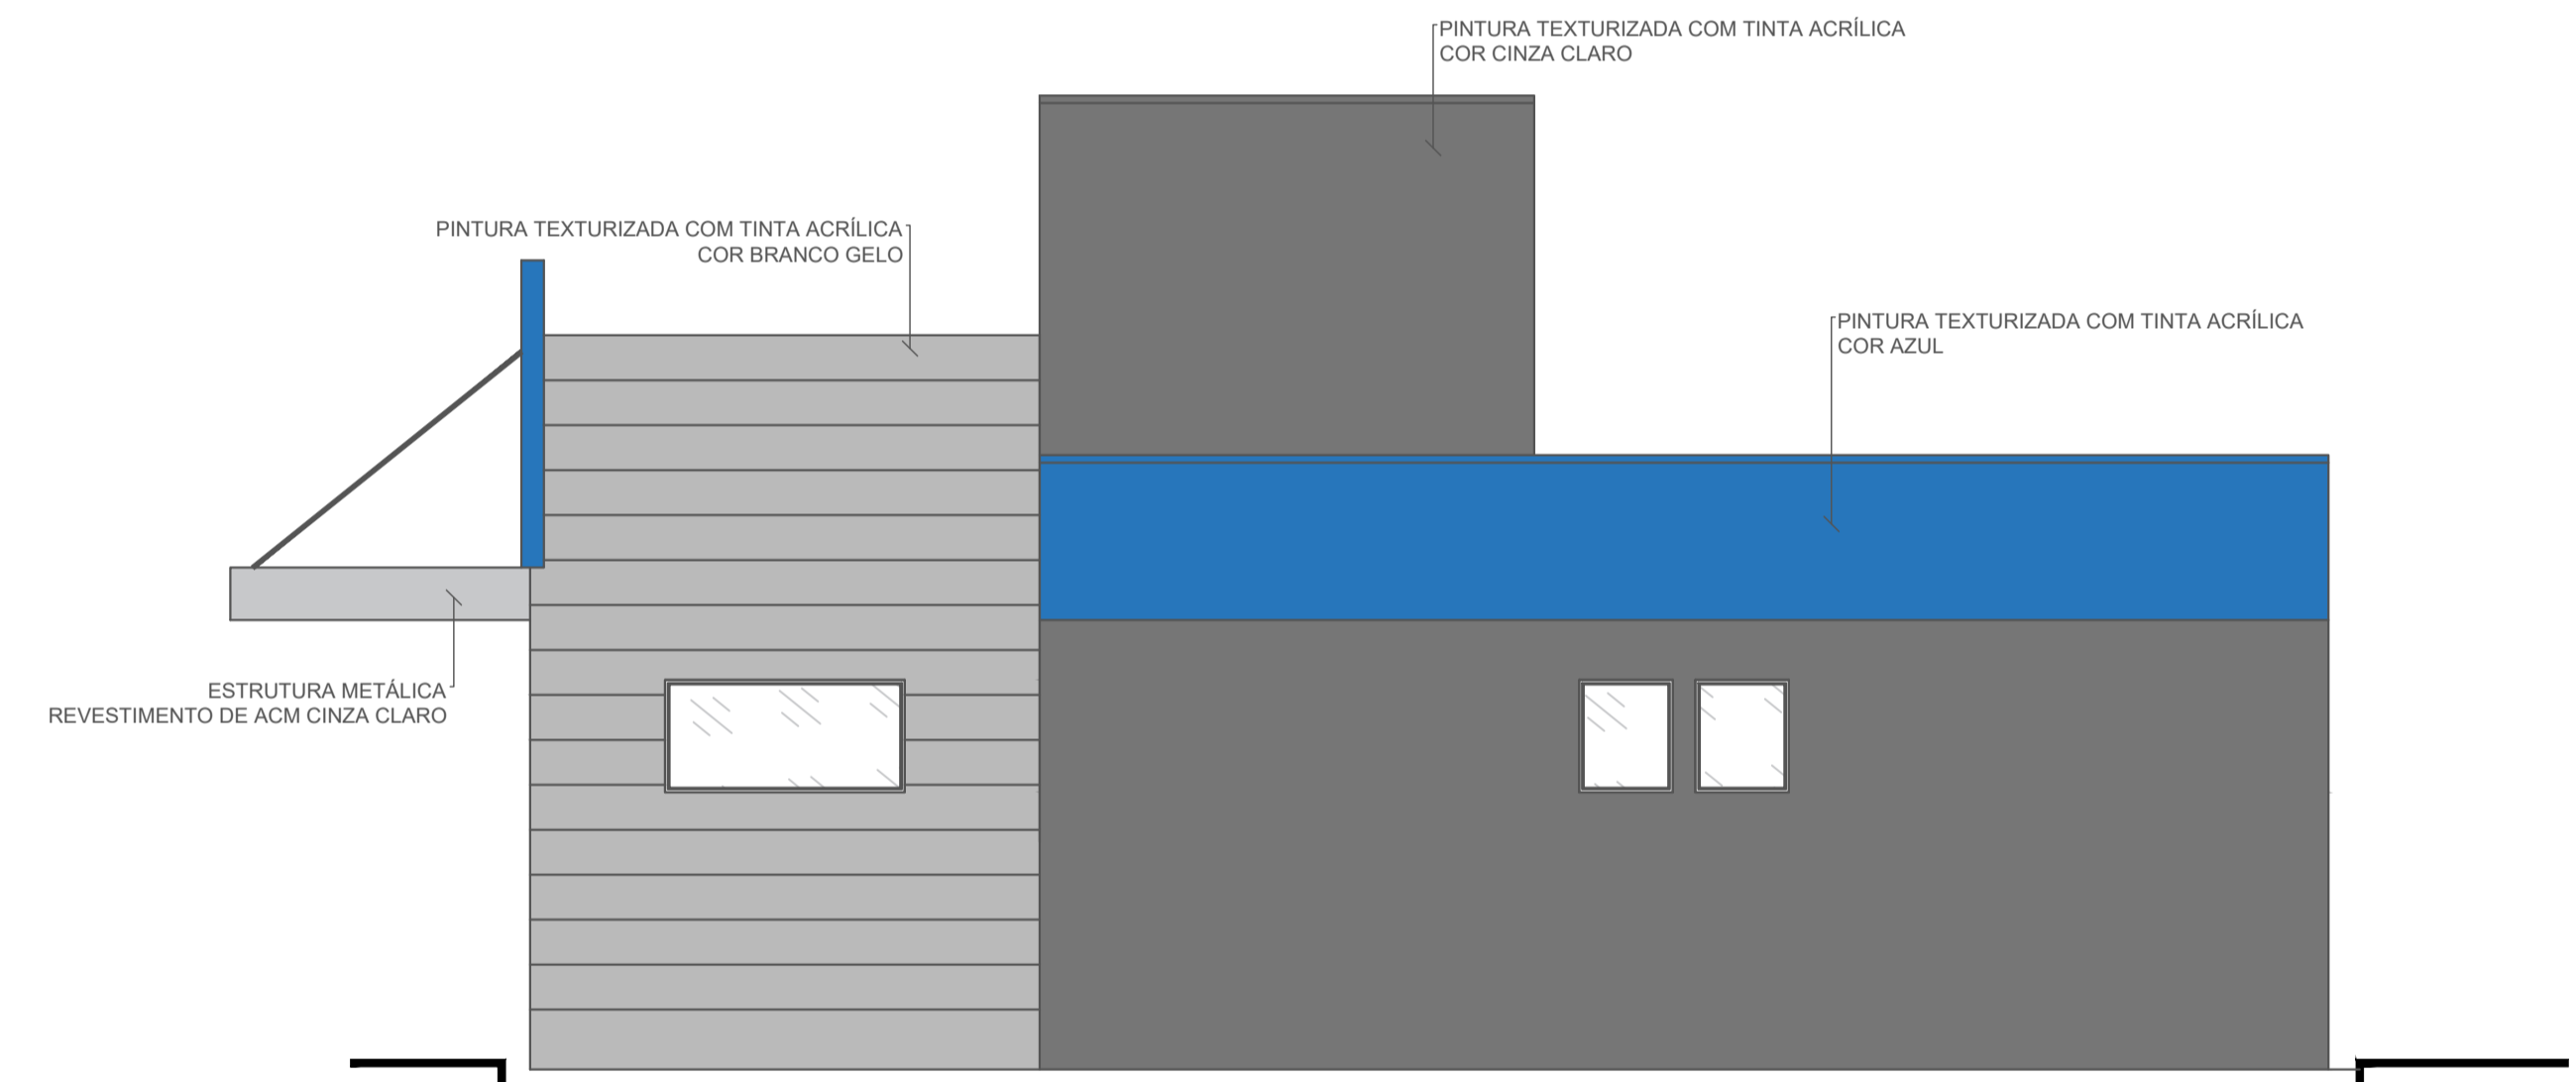 PINTURA TEXTURIZADA COM TINTA ACRÍLICA
COR CINZA CLARO
PINTURA TEXTURIZADA COM TINTA ACRÍLICA
COR BRANCO GELO
PINTURA TEXTURIZADA COM TINTA ACRÍLICA
COR AZUL
ESTRUTURA METÁLICA
REVESTIMENTO DE ACM CINZA CLARO